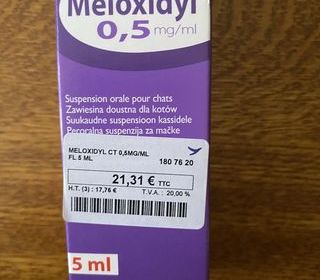 Meloxidyl
0,5 mg/ml
Suspension orale pour chats
Zawiesina doustna dla kotów
Suukaudne suspensioon kassidele
Peroralna suspenzija za mačke
MELOXIDYL CT 0,5MG/ML
FL 5 ML
180 76 20
21,31 € TTC
H.T. (3) : 17,76 €
T.V.A. : 20,00 %
5 ml